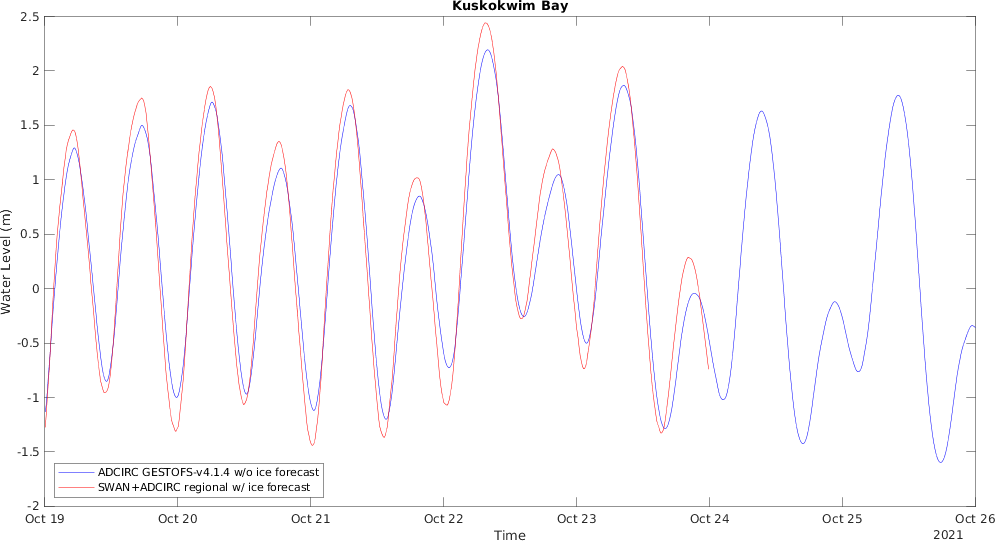 Kuskokwim Bay
2.5
2
1.5
1
0.5
0
-0.5
-1
-1.5
-2
Water Level (m)
ADCIRC GESTOFS-v4.1.4 w/o ice forecast
SWAN+ADCIRC regional w/ ice forecast
Oct 19 Oct 20 Oct 21 Oct 22 Oct 23 Oct 24 Oct 25 Oct 26
Time
2021